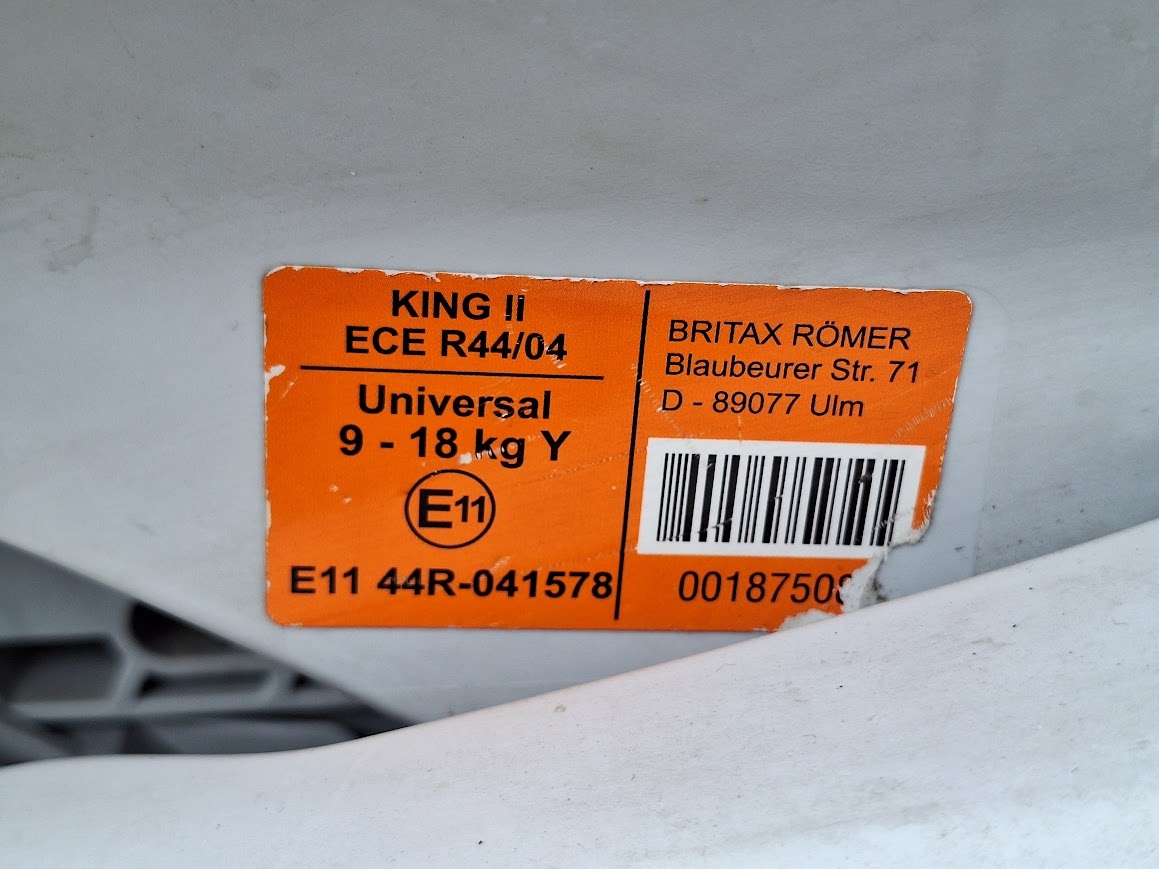 KING II
ECE R44/04
Universal
9 - 18 kg Y
E11
E11 44R-041578
BRITAX RÖMER
Blaubeurer Str. 71
D - 89077 Ulm